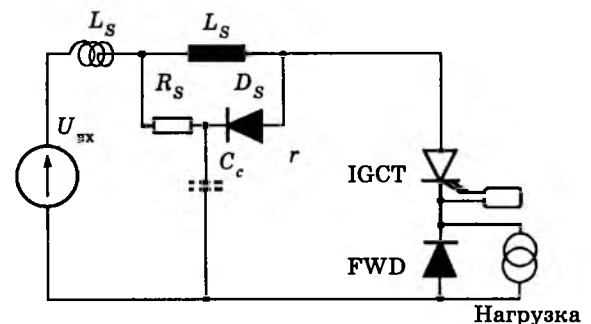 L_S L_S
R_S D_S
U_вх
C_c r
IGCT
FWD
Нагрузка